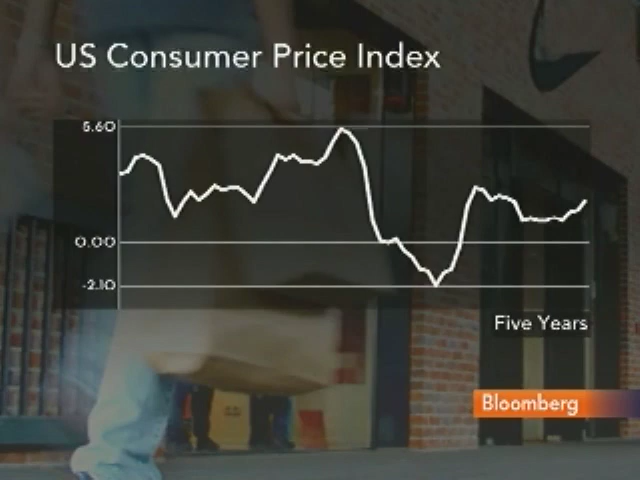 US Consumer Price Index
5.60
0.00
-2.10
Five Years
Bloomberg